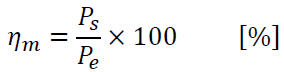 η_m = P_s / P_e × 100 [%]